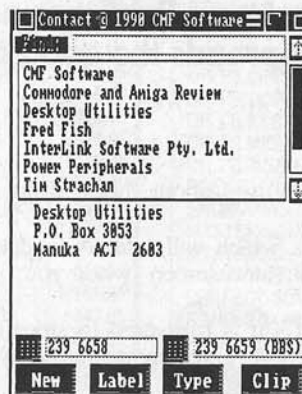 Contact © 1990 CMF Software
Find:
CMF Software
Commodore and Amiga Review
Desktop Utilities
Fred Fish
InterLink Software Pty. Ltd.
Power Peripherals
Tim Strachan
Desktop Utilities
P.O. Box 3053
Manuka ACT 2603
239 6658
239 6659 (BBS)
New Label Type Clip